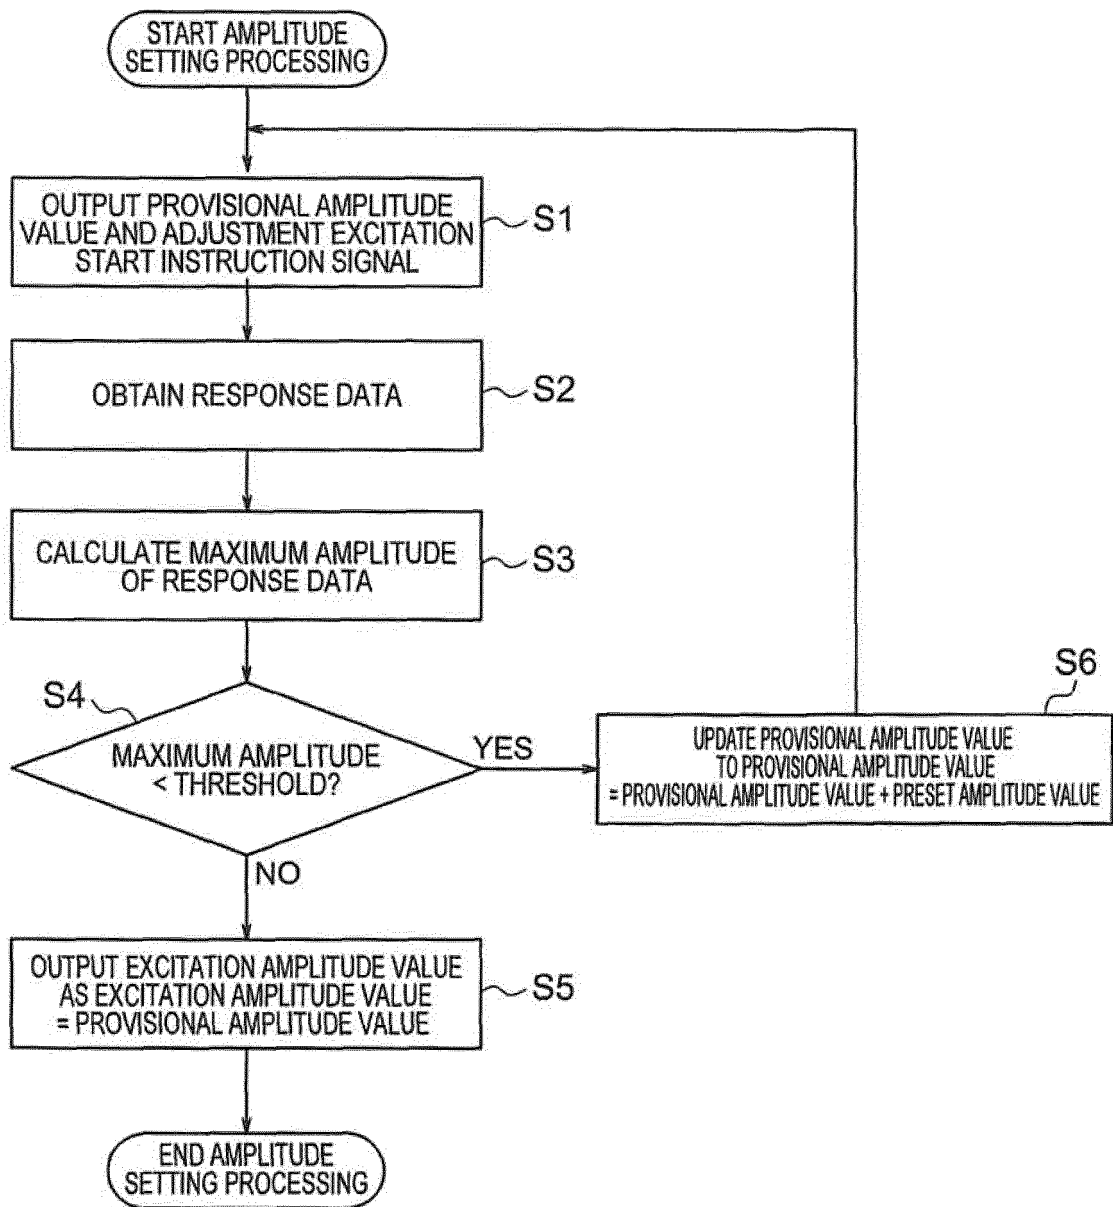 START AMPLITUDE
SETTING PROCESSING
OUTPUT PROVISIONAL AMPLITUDE
VALUE AND ADJUSTMENT EXCITATION
START INSTRUCTION SIGNAL
S1
OBTAIN RESPONSE DATA
S2
CALCULATE MAXIMUM AMPLITUDE
OF RESPONSE DATA
S3
S4
MAXIMUM AMPLITUDE
< THRESHOLD?
YES
S6
UPDATE PROVISIONAL AMPLITUDE VALUE
TO PROVISIONAL AMPLITUDE VALUE
= PROVISIONAL AMPLITUDE VALUE + PRESET AMPLITUDE VALUE
NO
OUTPUT EXCITATION AMPLITUDE VALUE
AS EXCITATION AMPLITUDE VALUE
= PROVISIONAL AMPLITUDE VALUE
S5
END AMPLITUDE
SETTING PROCESSING